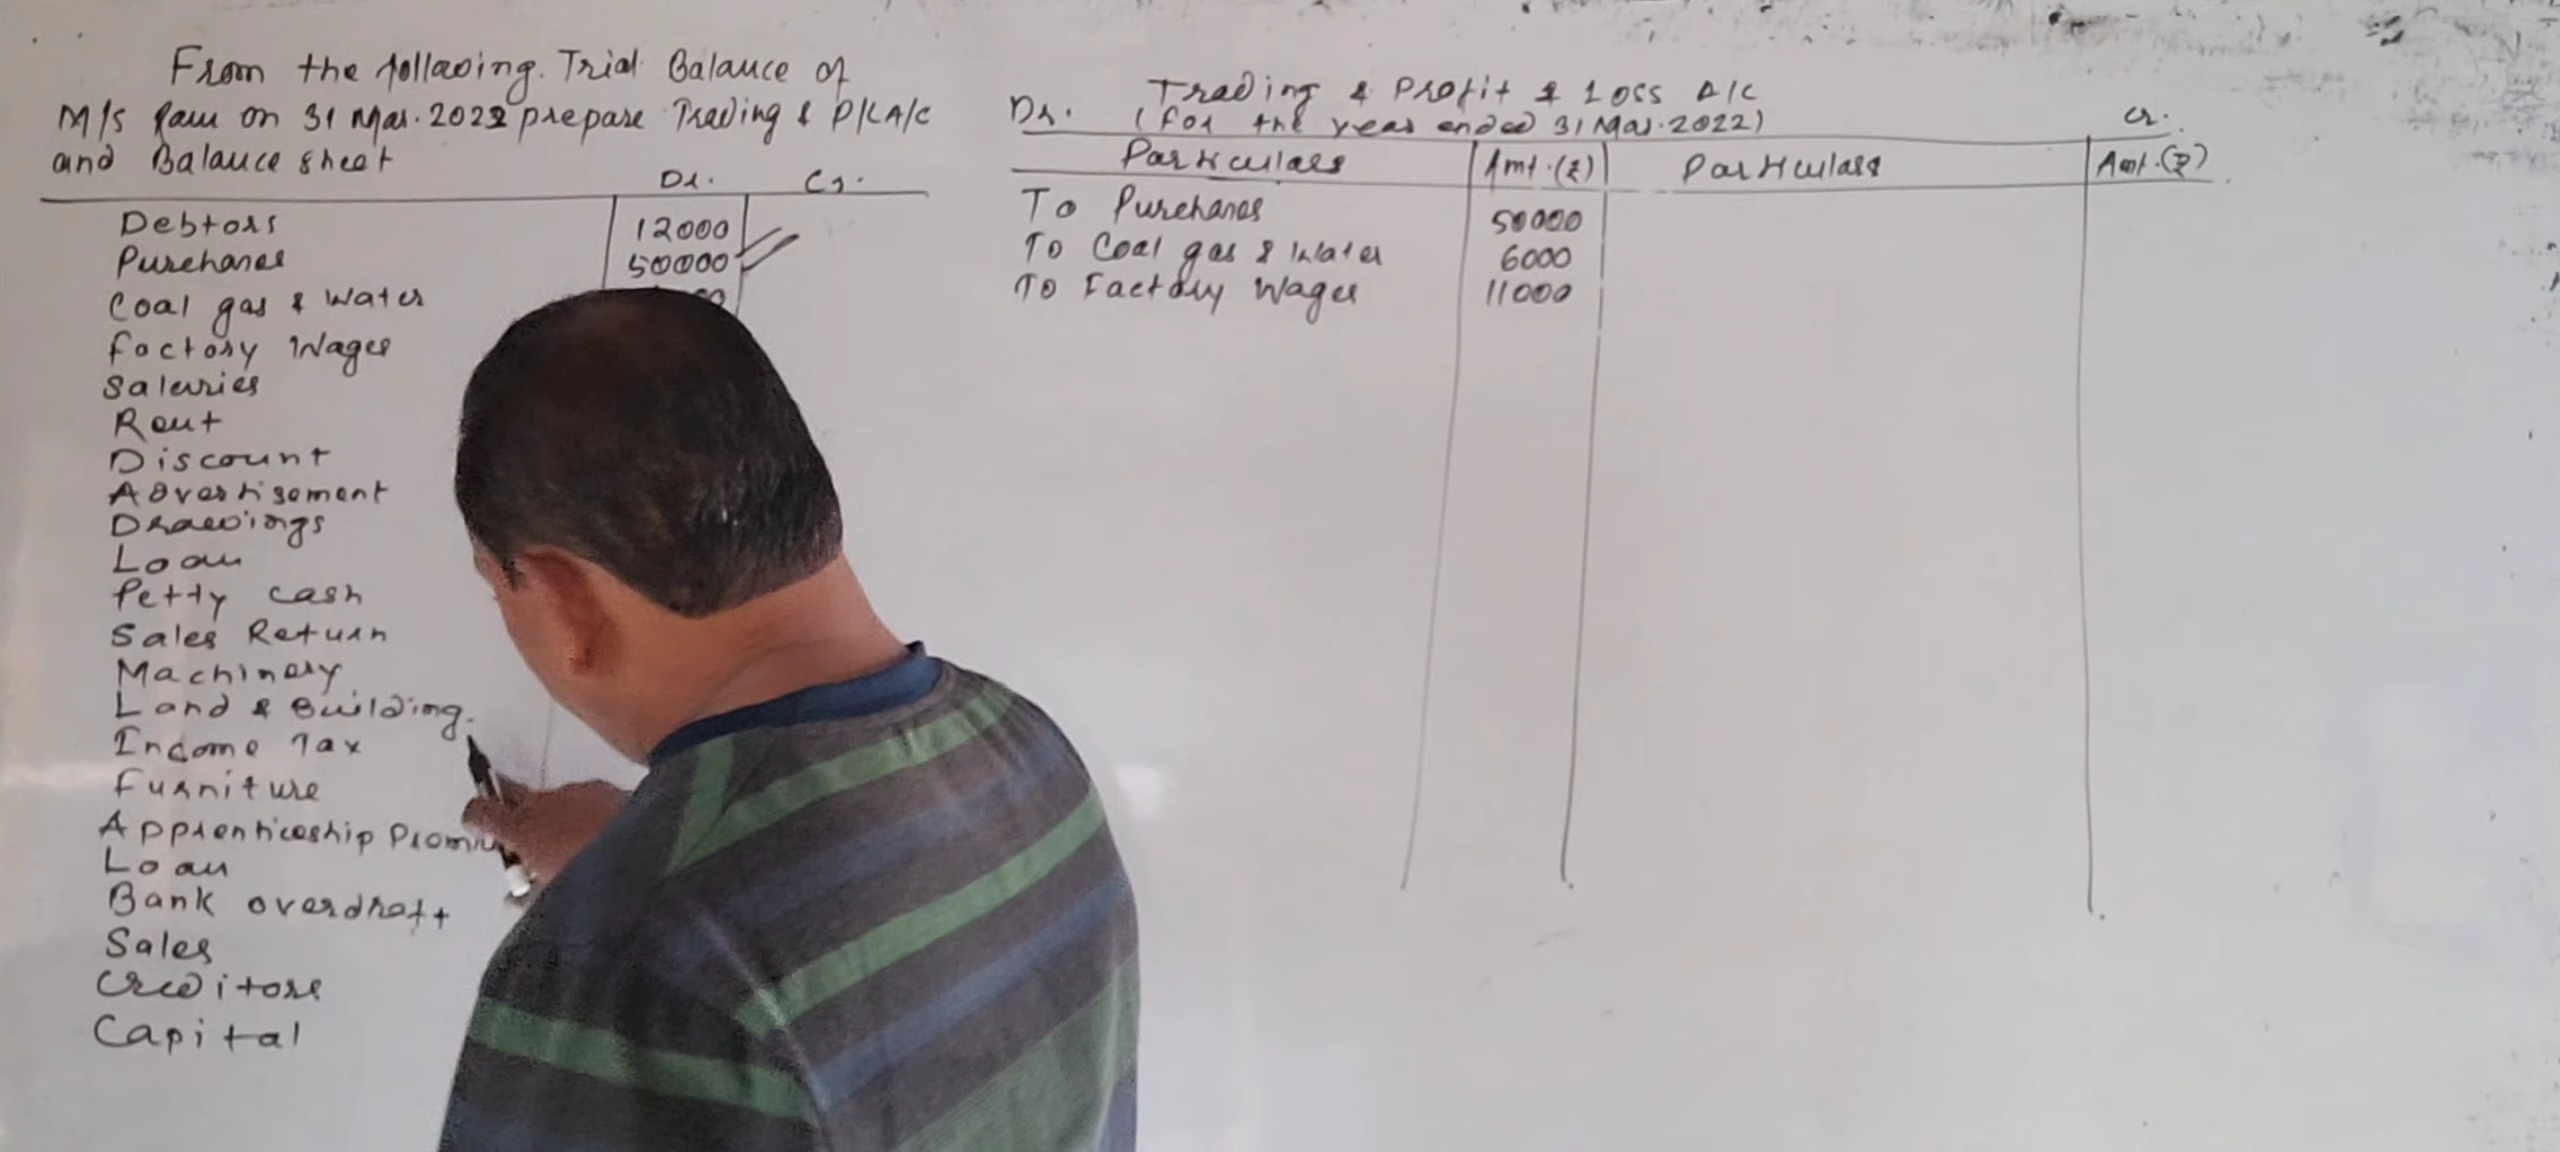 From the following. Trial Balance of
M/s Ram on 31 Mar. 2022 prepare Trading & P/L A/c
and Balance sheet
Dr. Cr.
Debtors 12000
Purchases 50000
Coal gas & Water
Factory Wages
Salaries
Rent
Discount
Advertisement
Drawings
Loan
Petty cash
Sales Return
Machinery
Land & Building.
Income Tax
Furniture
Apprenticeship Premiu
Loan
Bank overdraft
Sales
Creditors
Capital
Trading & Profit & Loss A/C
Dr. (For the year ended 31 Mar. 2022) Cr.
Particulars Amt.(₹) Particulars Amt.(₹)
To Purchases 50000
To Coal gas & Water 6000
To Factory Wages 11000